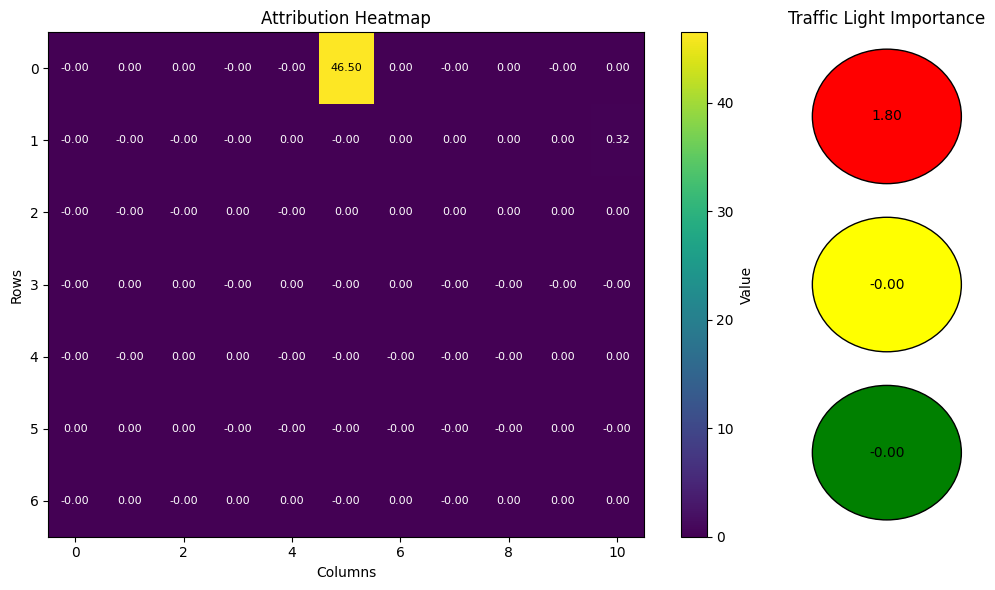 Attribution Heatmap
Traffic Light Importance
0 -0.00 0.00 0.00 -0.00 -0.00 46.50 0.00 -0.00 0.00 -0.00 0.00
1 -0.00 -0.00 -0.00 -0.00 0.00 -0.00 0.00 -0.00 0.00 0.00 0.32
2 -0.00 -0.00 -0.00 0.00 -0.00 0.00 0.00 0.00 0.00 0.00 -0.00
3 -0.00 0.00 0.00 -0.00 0.00 -0.00 0.00 -0.00 0.00 -0.00 -0.00
4 -0.00 -0.00 0.00 0.00 -0.00 -0.00 -0.00 -0.00 -0.00 0.00 0.00
5 0.00 0.00 0.00 -0.00 -0.00 -0.00 -0.00 -0.00 -0.00 0.00 -0.00
6 -0.00 0.00 -0.00 0.00 0.00 -0.00 0.00 -0.00 0.00 0.00 0.00
0 2 4 6 8 10
Columns
Rows
40
30
20
10
0
Value
1.80
-0.00
-0.00